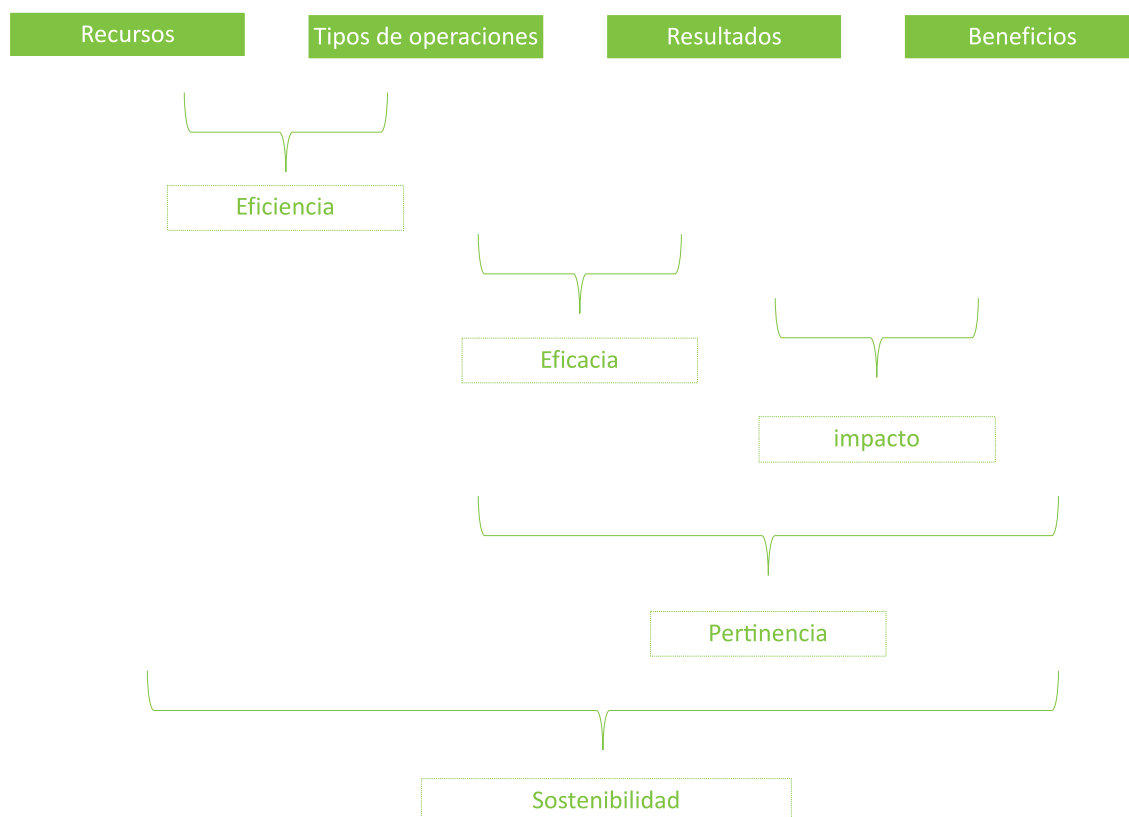 Recursos
Tipos de operaciones
Resultados
Beneficios
Eficiencia
Eficacia
impacto
Pertinencia
Sostenibilidad